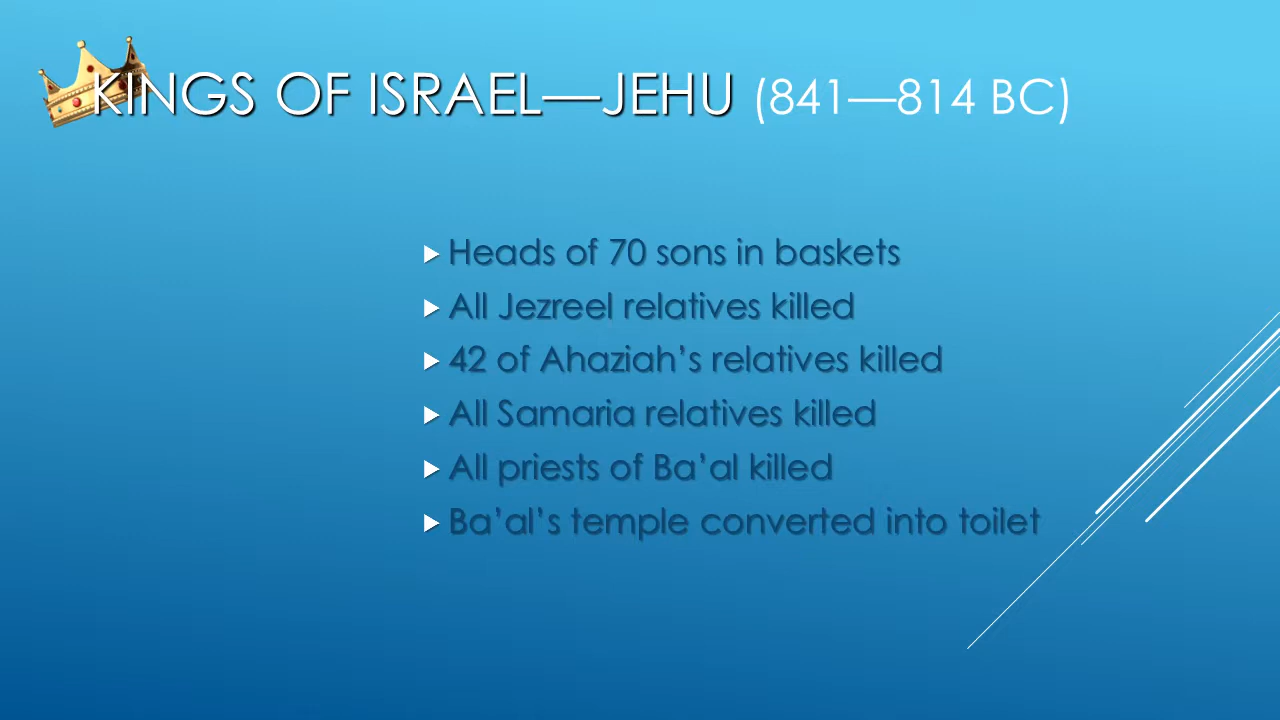 KINGS OF ISRAEL—JEHU (841—814 BC)
Heads of 70 sons in baskets
All Jezreel relatives killed
42 of Ahaziah’s relatives killed
All Samaria relatives killed
All priests of Ba’al killed
Ba’al’s temple converted into toilet